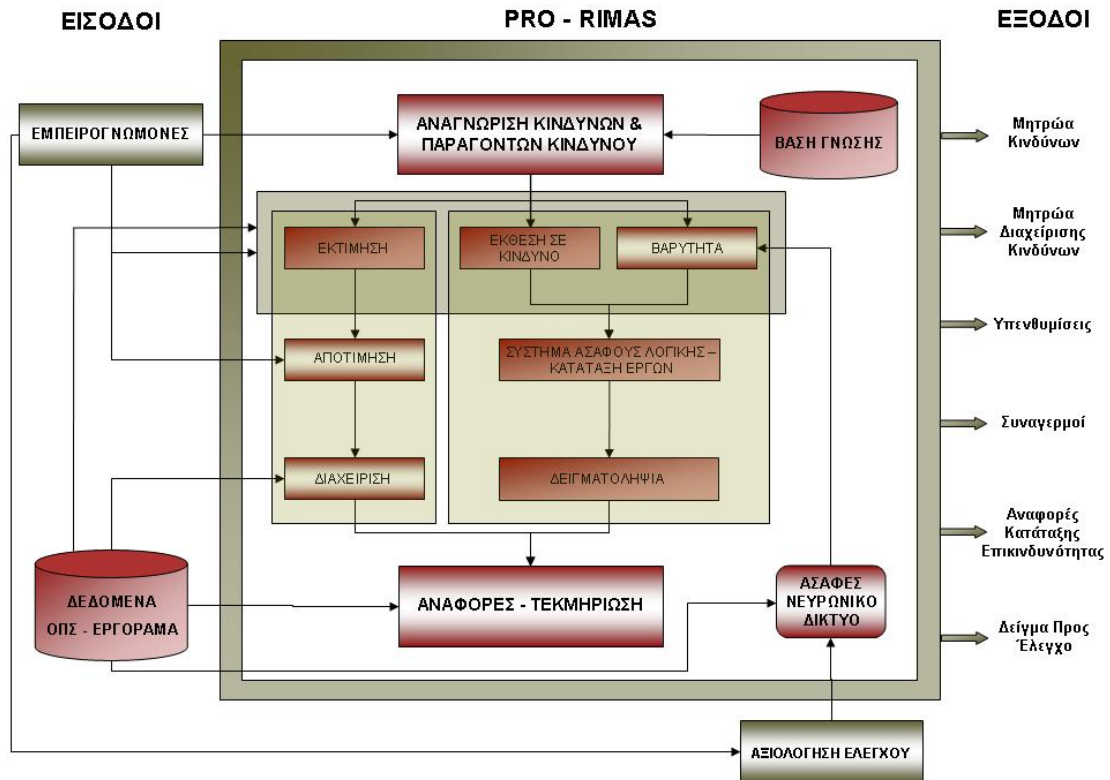 ΕΙΣΟΔΟΙ
PRO - RIMAS
ΕΞΟΔΟΙ
ΕΜΠΕΙΡΟΓΝΩΜΟΝΕΣ
ΑΝΑΓΝΩΡΙΣΗ ΚΙΝΔΥΝΩΝ &
ΠΑΡΑΓΟΝΤΩΝ ΚΙΝΔΥΝΟΥ
ΒΑΣΗ ΓΝΩΣΗΣ
Μητρώα
Κινδύνων
ΕΚΤΙΜΗΣΗ
ΕΚΘΕΣΗ ΣΕ
ΚΙΝΔΥΝΟ
ΒΑΡΥΤΗΤΑ
Μητρώα
Διαχείρισης
Κινδύνων
ΑΠΟΤΙΜΗΣΗ
ΣΥΣΤΗΜΑ ΑΣΑΦΟΥΣ ΛΟΓΙΚΗΣ –
ΚΑΤΑΤΑΞΗ ΕΡΓΩΝ
Υπενθυμίσεις
Συναγερμοί
ΔΙΑΧΕΙΡΙΣΗ
ΔΕΙΓΜΑΤΟΛΗΨΙΑ
Αναφορές
Κατάταξης
Επικινδυνότητας
ΔΕΔΟΜΕΝΑ
ΟΠΣ - ΕΡΓΟΡΑΜΑ
ΑΝΑΦΟΡΕΣ - ΤΕΚΜΗΡΙΩΣΗ
ΑΣΑΦΕΣ
ΝΕΥΡΩΝΙΚΟ
ΔΙΚΤΥΟ
Δείγμα Προς
Έλεγχο
ΑΞΙΟΛΟΓΗΣΗ ΕΛΕΓΧΟΥ